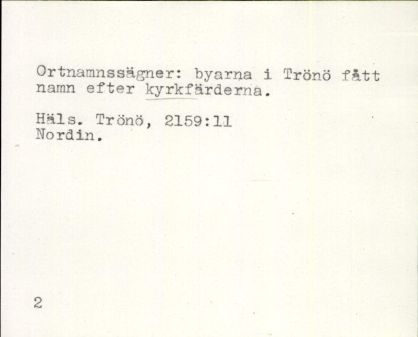 Ortnamnssägner: byarna i Trönö fått
namn efter kyrkfärderna.
Häls. Trönö, 2159:11
Nordin.
2